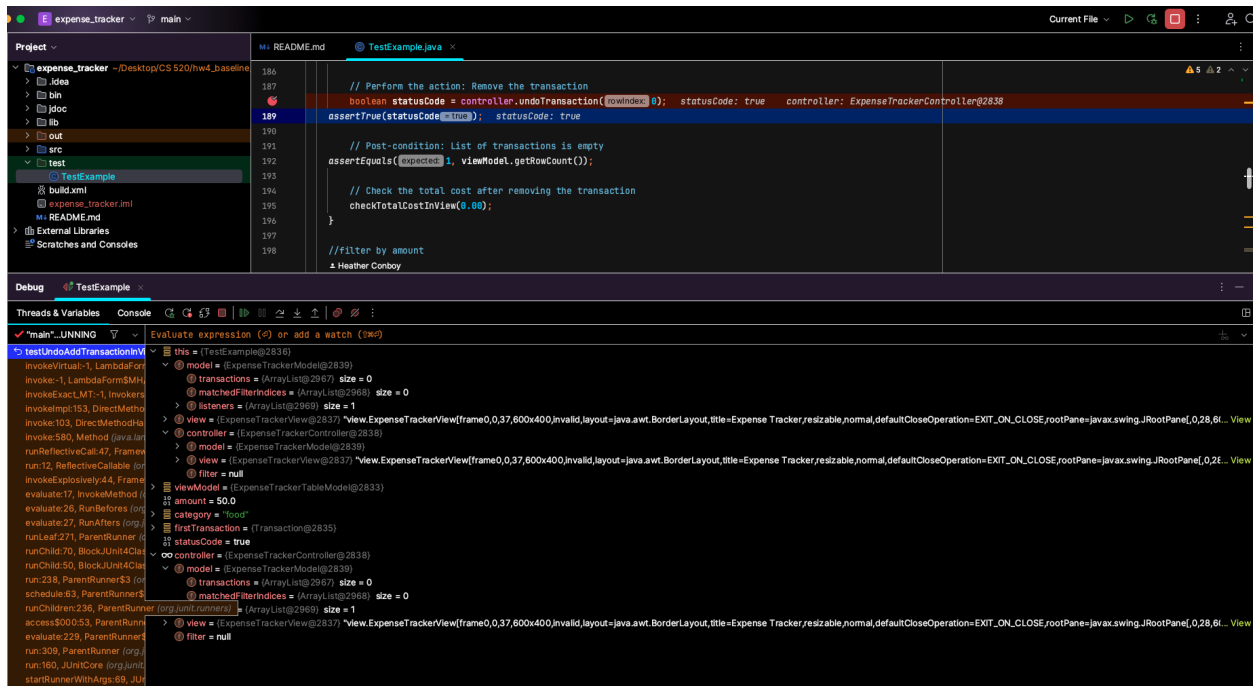 E expense_tracker main Current File
Project
README.md TestExample.java
expense_tracker ~/Desktop/CS 520/hw4_baseline
.idea
bin
jdoc
lib
out
src
test
TestExample
build.xml
expense_tracker.iml
README.md
External Libraries
Scratches and Consoles
5 2
186
187 // Perform the action: Remove the transaction
boolean statusCode = controller.undoTransaction( rowIndex: 0); statusCode: true controller: ExpenseTrackerController@2838
189 assertTrue(statusCode = true ); statusCode: true
190
191 // Post-condition: List of transactions is empty
192 assertEquals( expected: 1, viewModel.getRowCount());
193
194 // Check the total cost after removing the transaction
195 checkTotalCostInView(0.00);
196 }
197
198 //filter by amount
Heather Conboy
Debug TestExample
Threads & Variables Console
"main"...UNNING Evaluate expression (⏎) or add a watch (⇧⌘⏎)
testUndoAddTransactionInVi
invokeVirtual:-1, LambdaForm
invoke:-1, LambdaForm$MH
invokeExact_MT:-1, Invokers
invokeImpl:153, DirectMetho
invoke:103, DirectMethodHa
invoke:580, Method (java.lan
runReflectiveCall:47, Framew
run:12, ReflectiveCallable (or
invokeExplosively:44, Frame
evaluate:17, InvokeMethod (
evaluate:26, RunBefores (org
evaluate:27, RunAfters (org.j
runLeaf:271, ParentRunner (
runChild:70, BlockJUnit4Clas
runChild:50, BlockJUnit4Clas
run:238, ParentRunner$3 (or
schedule:63, ParentRunner$
runChildren:236, ParentRunner (org.junit.runners)
access$000:53, ParentRunn
evaluate:229, ParentRunner$
run:309, ParentRunner (org.j
run:160, JUnitCore (org.junit.
startRunnerWithArgs:69, JUn
this = {TestExample@2836}
model = {ExpenseTrackerModel@2839}
transactions = {ArrayList@2967} size = 0
matchedFilterIndices = {ArrayList@2968} size = 0
listeners = {ArrayList@2969} size = 1
view = {ExpenseTrackerView@2837} "view.ExpenseTrackerView[frame0,0,37,600x400,invalid,layout=java.awt.BorderLayout,title=Expense Tracker,resizable,normal,defaultCloseOperation=EXIT_ON_CLOSE,rootPane=javax.swing.JRootPane[,0,28,6(... View
controller = {ExpenseTrackerController@2838}
model = {ExpenseTrackerModel@2839}
view = {ExpenseTrackerView@2837} "view.ExpenseTrackerView[frame0,0,37,600x400,invalid,layout=java.awt.BorderLayout,title=Expense Tracker,resizable,normal,defaultCloseOperation=EXIT_ON_CLOSE,rootPane=javax.swing.JRootPane[,0,2... View
filter = null
viewModel = {ExpenseTrackerTableModel@2833}
amount = 50.0
category = "food"
firstTransaction = {Transaction@2835}
statusCode = true
controller = {ExpenseTrackerController@2838}
model = {ExpenseTrackerModel@2839}
transactions = {ArrayList@2967} size = 0
matchedFilterIndices = {ArrayList@2968} size = 0
= {ArrayList@2969} size = 1
view = {ExpenseTrackerView@2837} "view.ExpenseTrackerView[frame0,0,37,600x400,invalid,layout=java.awt.BorderLayout,title=Expense Tracker,resizable,normal,defaultCloseOperation=EXIT_ON_CLOSE,rootPane=javax.swing.JRootPane[,0,28,6(... View
filter = null